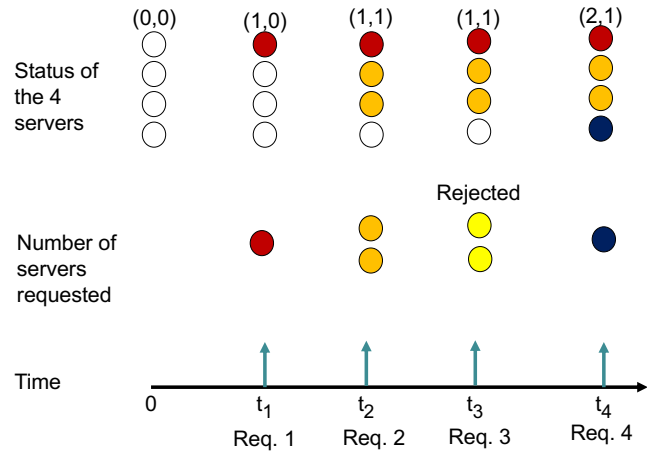 (0,0) (1,0) (1,1) (1,1) (2,1)
Status of
the 4
servers
Rejected
Number of
servers
requested
Time
0 t1 t2 t3 t4
Req. 1 Req. 2 Req. 3 Req. 4